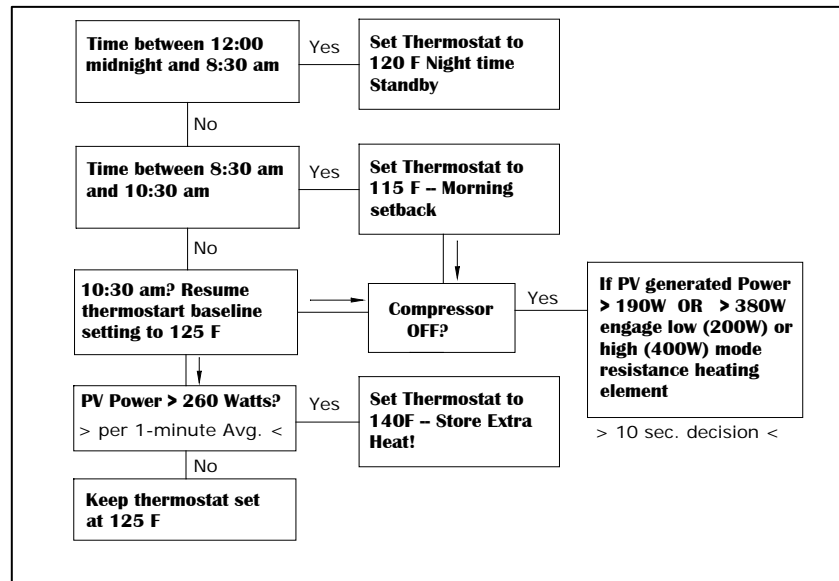 Time between 12:00
midnight and 8:30 am
Yes
Set Thermostat to
120 F Night time
Standby
No
Time between 8:30 am
and 10:30 am
Yes
Set Thermostat to
115 F -- Morning
setback
No
10:30 am? Resume
thermostart baseline
setting to 125 F
Compressor
OFF?
Yes
If PV generated Power
> 190W OR > 380W
engage low (200W) or
high (400W) mode
resistance heating
element
> 10 sec. decision <
PV Power > 260 Watts?
> per 1-minute Avg. <
Yes
Set Thermostat to
140F -- Store Extra
Heat!
No
Keep thermostat set
at 125 F